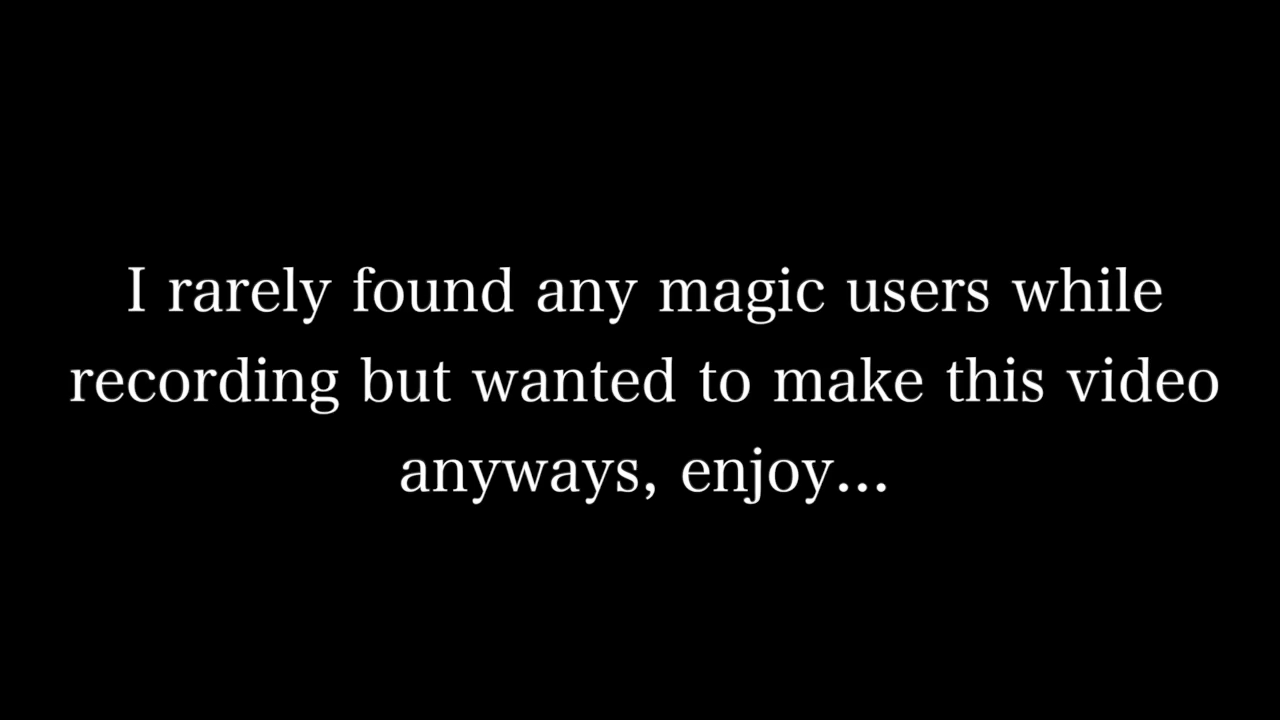 I rarely found any magic users while
recording but wanted to make this video
anyways, enjoy...